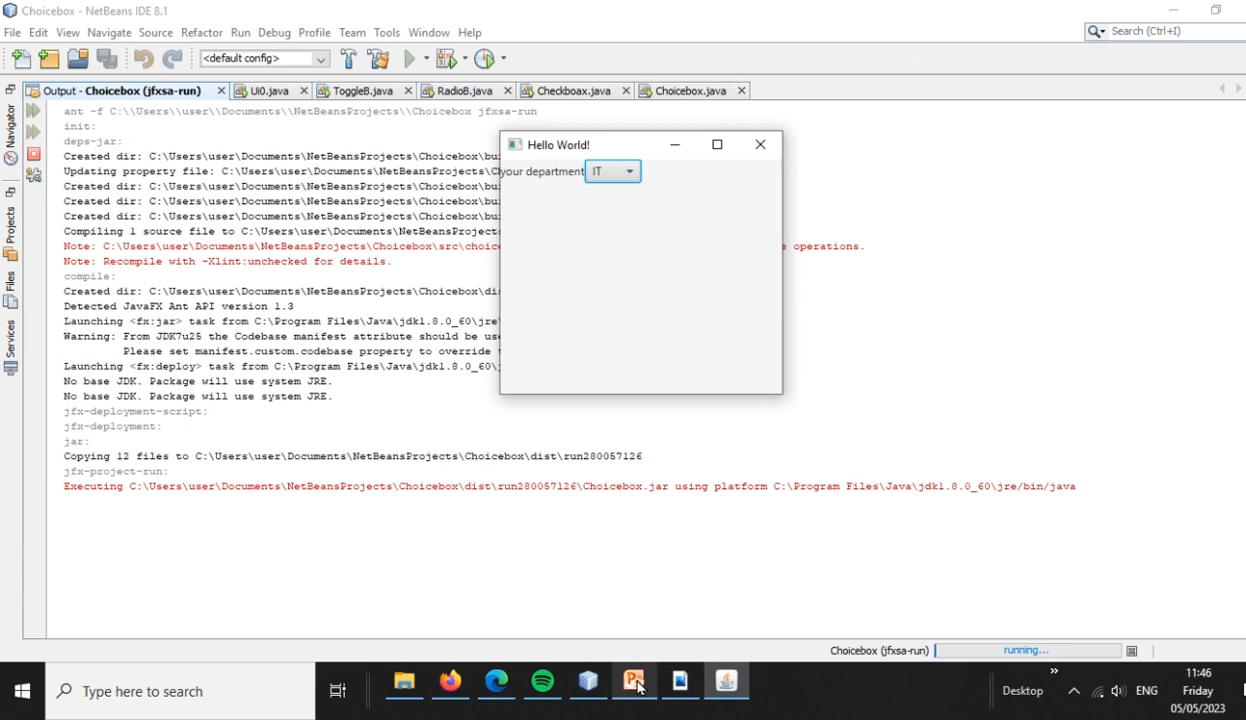 Choicebox - NetBeans IDE 8.1
File Edit View Navigate Source Refactor Run Debug Profile Team Tools Window Help
Search (Ctrl+I)
<default config>
Output - Choicebox (jfxsa-run)
Ui0.java
ToggleB.java
RadioB.java
Checkboax.java
Choicebox.java
Navigator
Projects
Files
Services
ant -f C:\\Users\\user\\Documents\\NetBeansProjects\\Choicebox jfxsa-run
init:
deps-jar:
Created dir: C:\Users\user\Documents\NetBeansProjects\Choicebox\bu
Updating property file: C:\Users\user\Documents\NetBeansProjects\C
Created dir: C:\Users\user\Documents\NetBeansProjects\Choicebox\bu
Created dir: C:\Users\user\Documents\NetBeansProjects\Choicebox\bu
Created dir: C:\Users\user\Documents\NetBeansProjects\Choicebox\bu
Compiling 1 source file to C:\Users\user\Documents\NetBeansProject
Note: C:\Users\user\Documents\NetBeansProjects\Choicebox\src\choic e operations.
Note: Recompile with -Xlint:unchecked for details.
compile:
Created dir: C:\Users\user\Documents\NetBeansProjects\Choicebox\di
Detected JavaFX Ant API version 1.3
Launching <fx:jar> task from C:\Program Files\Java\jdk1.8.0_60\jre
Warning: From JDK7u25 the Codebase manifest attribute should be us
Please set manifest.custom.codebase property to override
Launching <fx:deploy> task from C:\Program Files\Java\jdk1.8.0_60\
No base JDK. Package will use system JRE.
No base JDK. Package will use system JRE.
jfx-deployment-script:
jfx-deployment:
jar:
Copying 12 files to C:\Users\user\Documents\NetBeansProjects\Choicebox\dist\run280057126
jfx-project-run:
Executing C:\Users\user\Documents\NetBeansProjects\Choicebox\dist\run280057126\Choicebox.jar using platform C:\Program Files\Java\jdk1.8.0_60\jre/bin/java
Hello World!
your department IT
Choicebox (jfxsa-run) running...
Type here to search
Desktop
ENG
11:46
Friday
05/05/2023